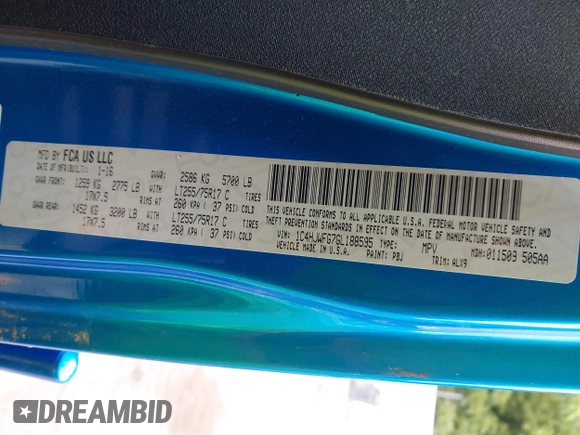 MFD BY FCA US LLC
DATE OF MFR/BUILT: 1-16 GVWR: 2586 KG 5700 LB
GAWR FRONT: 1259 KG 2775 LB WITH LT255/75R17 C TIRES
17X7.5 RIMS AT 260 KPA ( 37 PSI) COLD
GAWR REAR: 1452 KG 3200 LB WITH LT255/75R17 C TIRES
17X7.5 RIMS AT 260 KPA ( 37 PSI) COLD
THIS VEHICLE CONFORMS TO ALL APPLICABLE U.S.A. FEDERAL MOTOR VEHICLE SAFETY AND
THEFT PREVENTION STANDARDS IN EFFECT ON THE DATE OF MANUFACTURE SHOWN ABOVE.
VIN: 1C4HJWFG7GL188595 TYPE: MPV MDH: 011503 505AA
VEHICLE MADE IN U.S.A. PAINT: PBJ TRIM: ALX9
DREAMBID